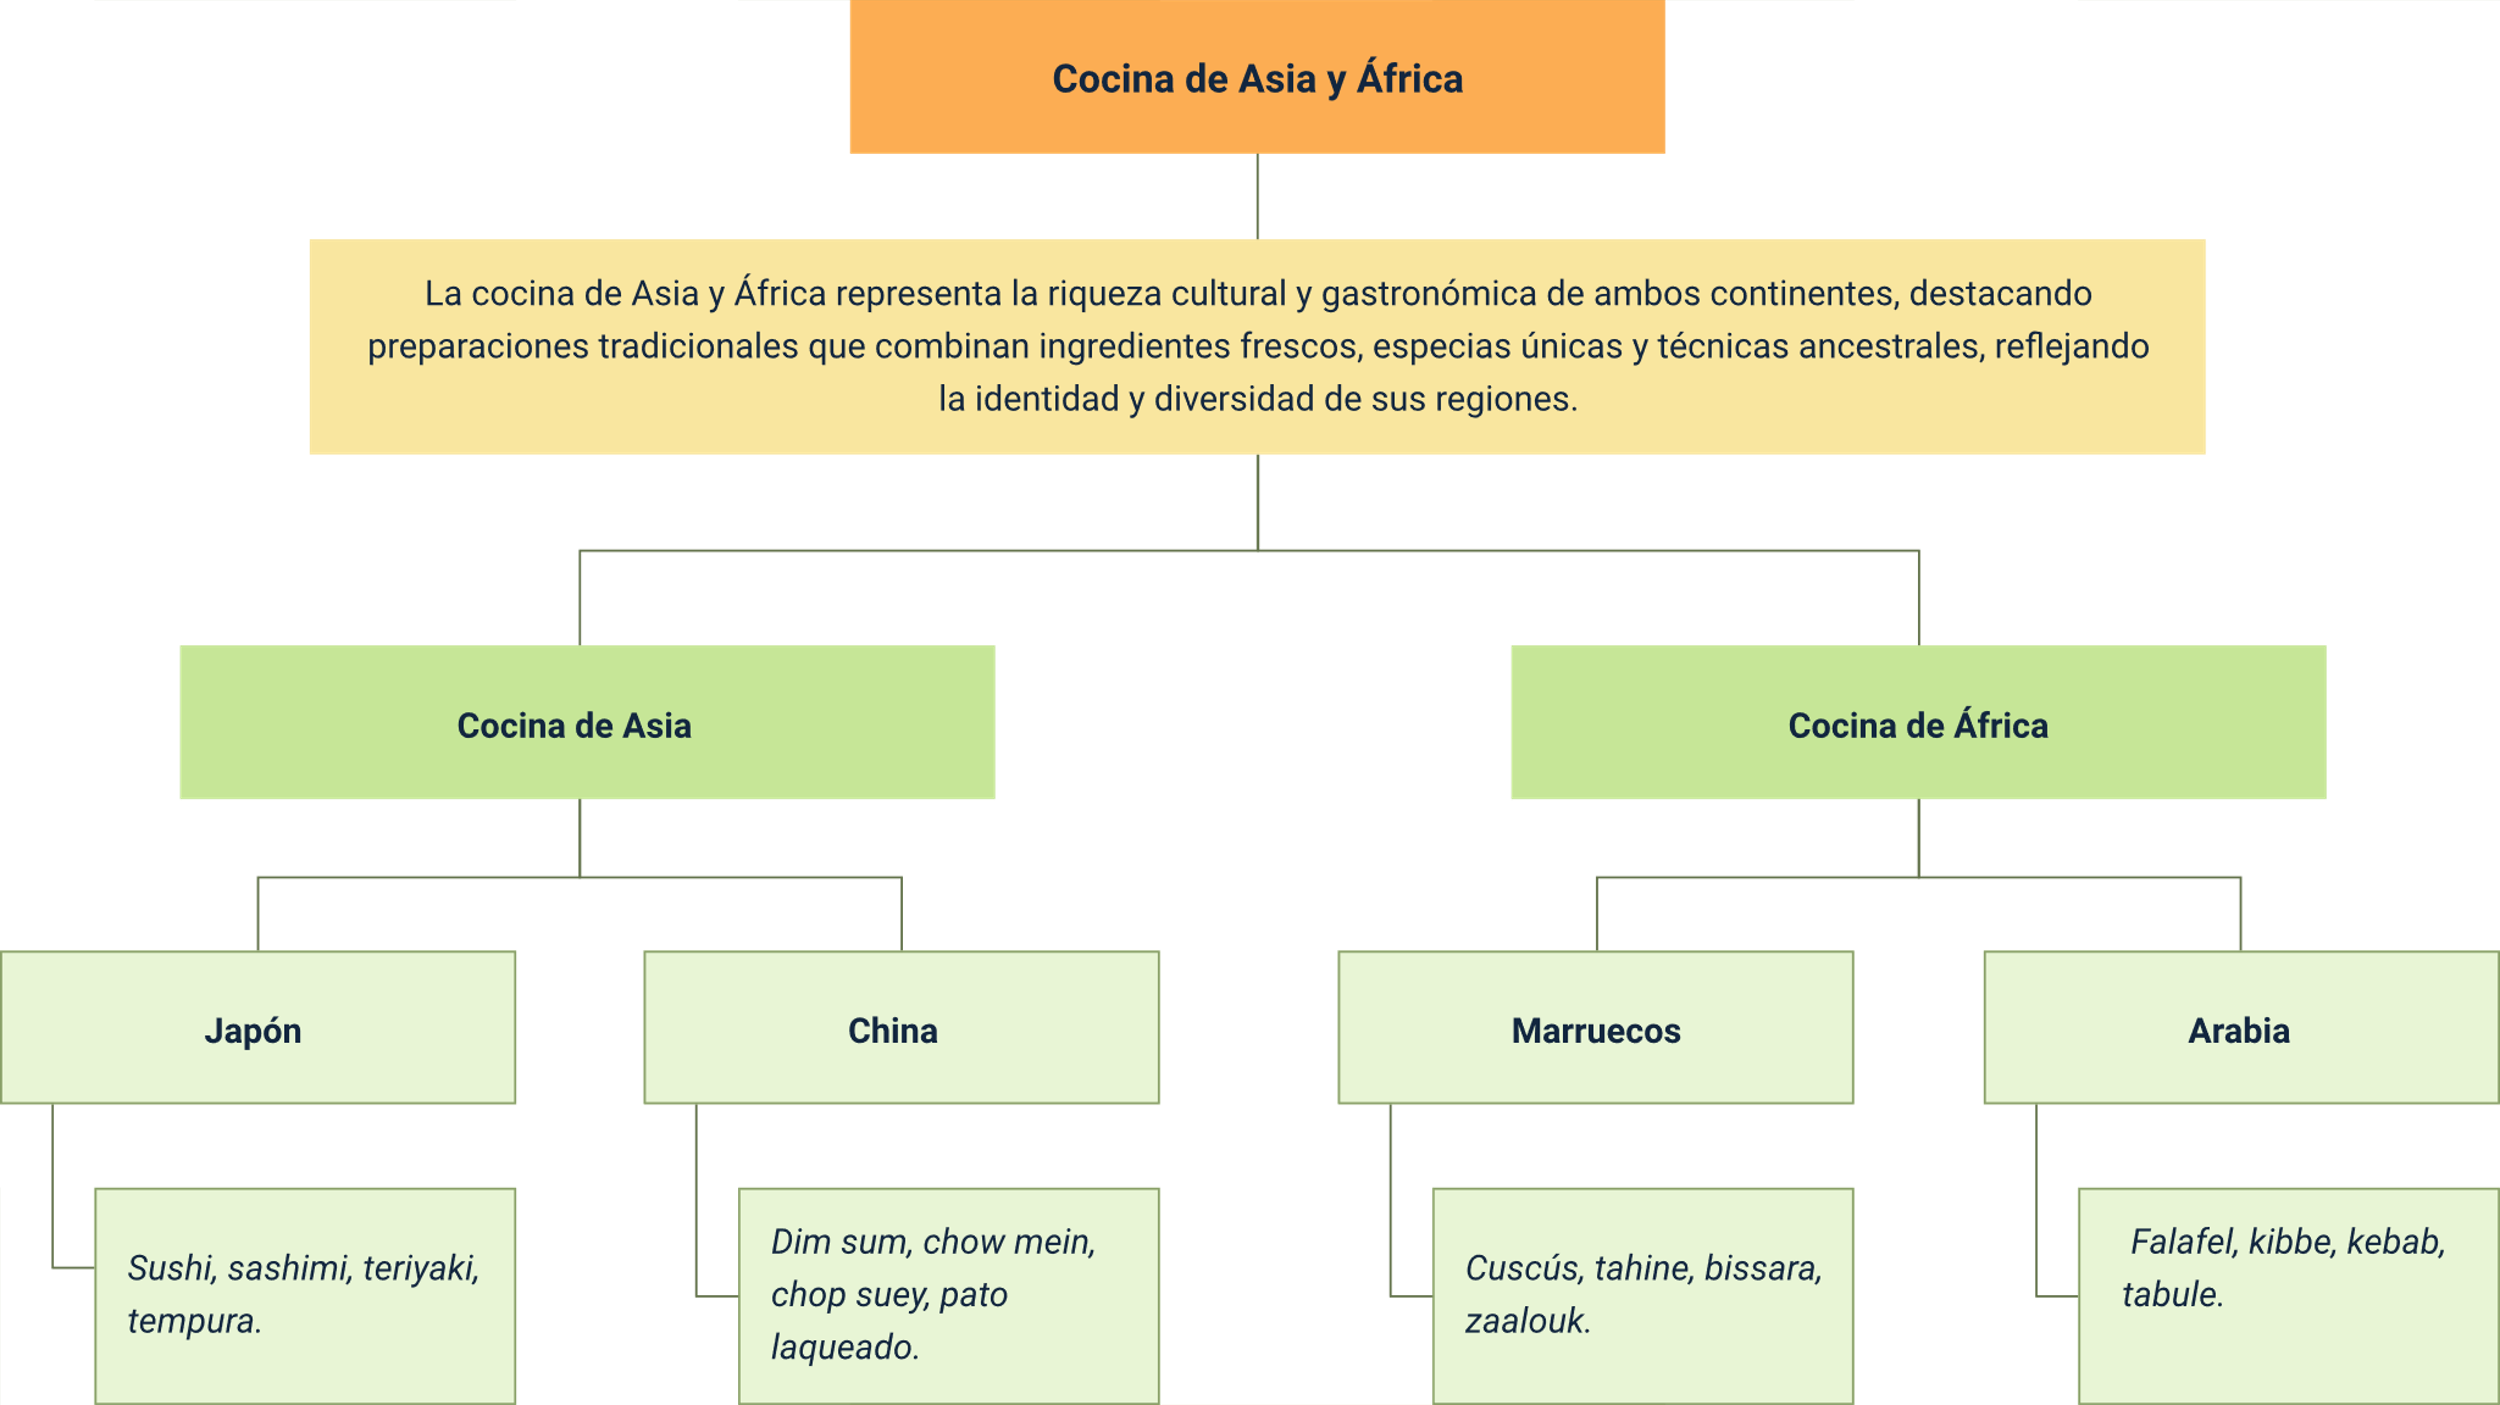 Cocina de Asia y África
La cocina de Asia y África representa la riqueza cultural y gastronómica de ambos continentes, destacando
preparaciones tradicionales que combinan ingredientes frescos, especias únicas y técnicas ancestrales, reflejando
la identidad y diversidad de sus regiones.
Cocina de Asia
Cocina de África
Japón
China
Marruecos
Arabia
Sushi, sashimi, teriyaki,
tempura.
Dim sum, chow mein,
chop suey, pato
laqueado.
Cuscús, tahine, bissara,
zaalouk.
Falafel, kibbe, kebab,
tabule.